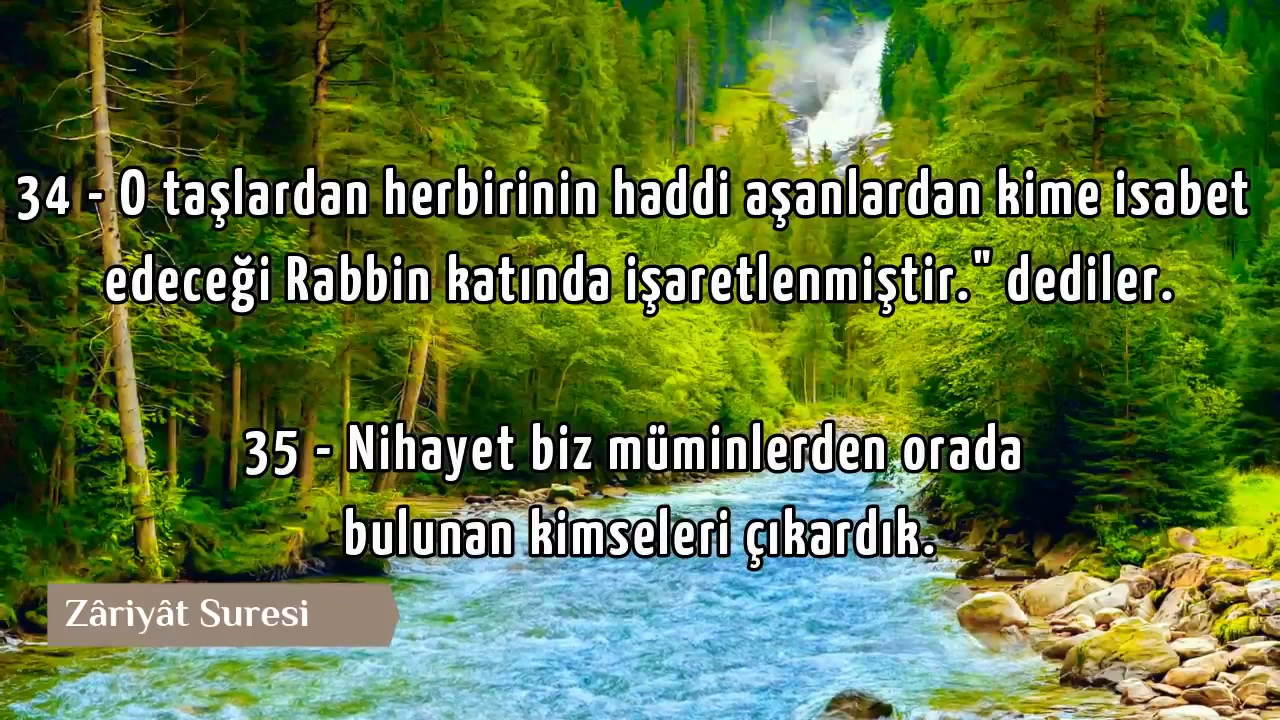 34 - O taşlardan herbirinin haddi aşanlardan kime isabet
edeceği Rabbin katında işaretlenmiştir." dediler.
35 - Nihayet biz müminlerden orada
bulunan kimseleri çıkardık.
Zâriyât Suresi